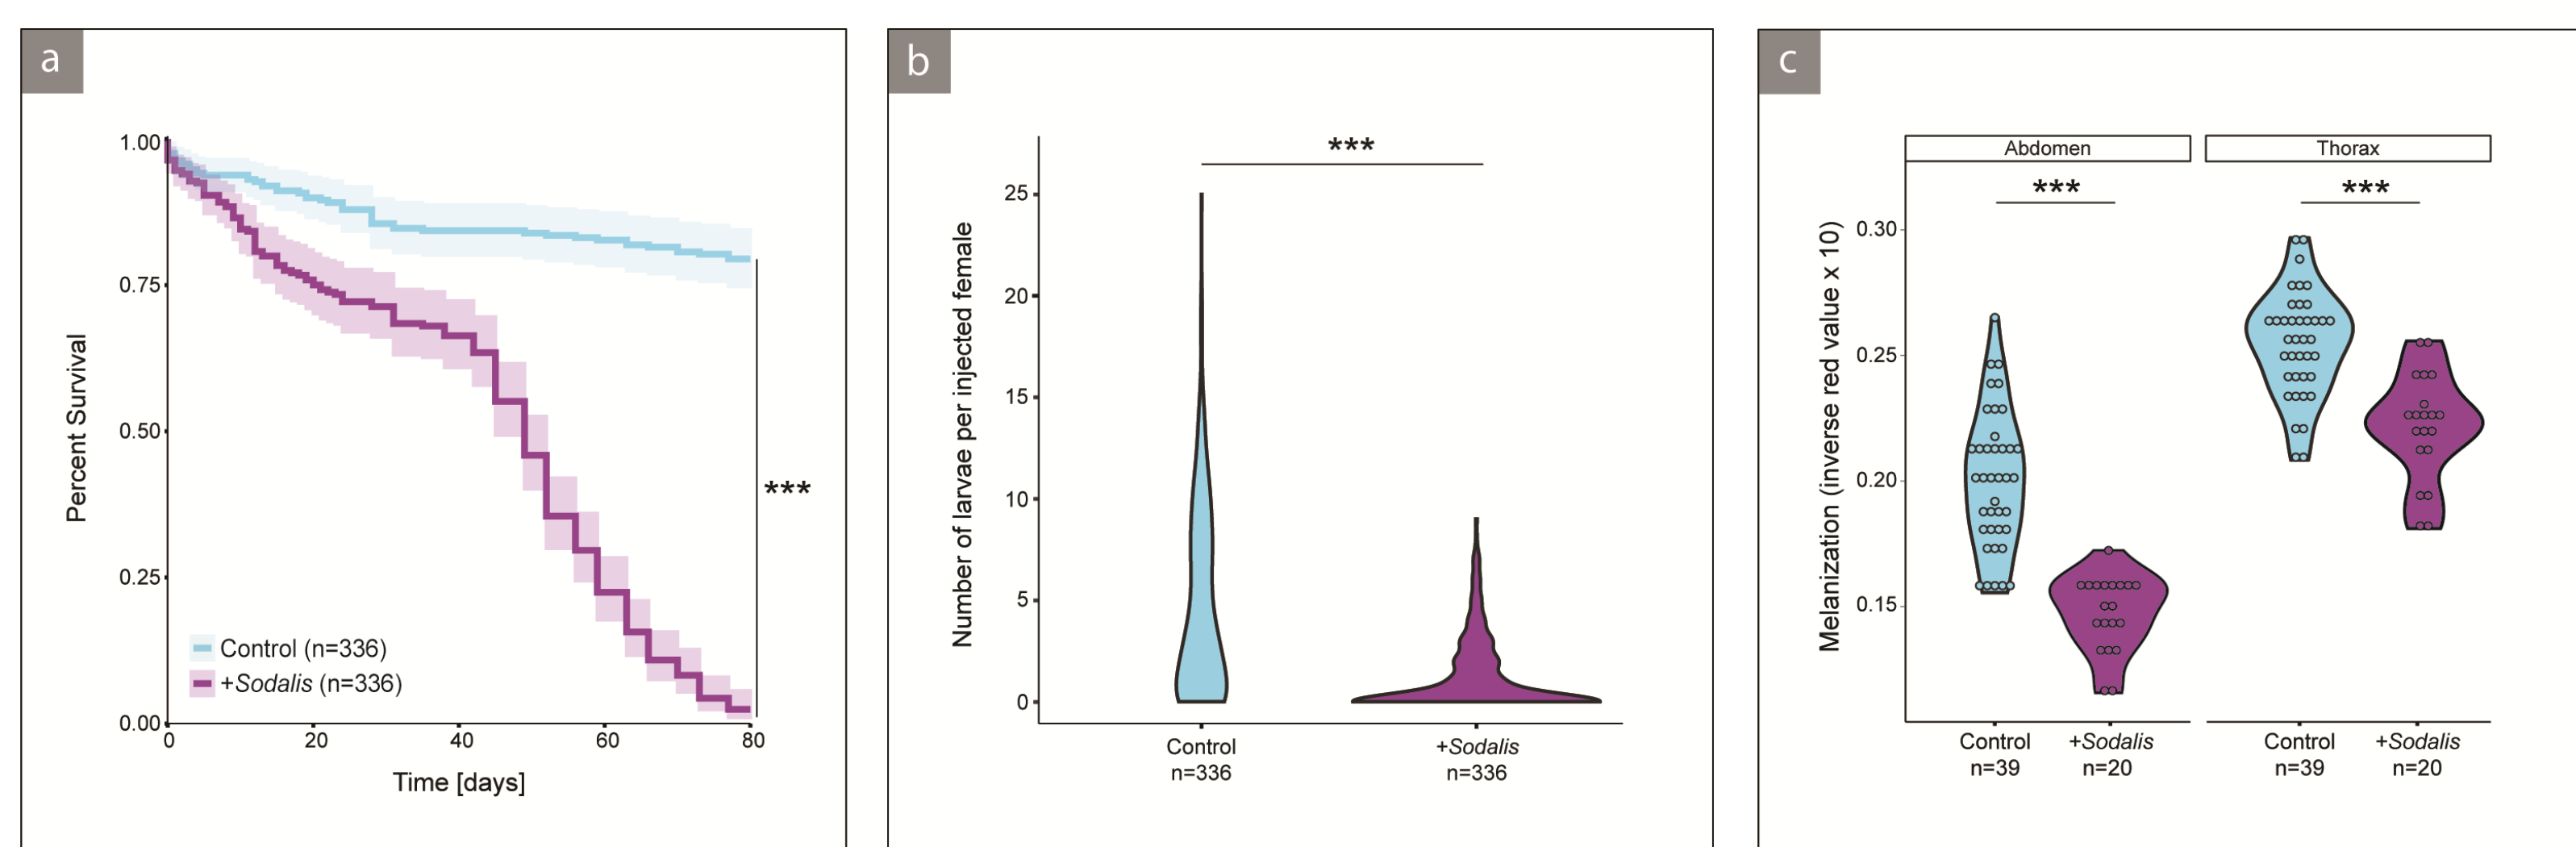 a
1.00
0.75
0.50
0.25
0.00
Percent Survival
***
Control (n=336)
+Sodalis (n=336)
0 20 40 60 80
Time [days]
b
***
25
20
15
10
5
0
Number of larvae per injected female
Control +Sodalis
n=336 n=336
c
Abdomen Thorax
*** ***
0.30
0.25
0.20
0.15
Melanization (inverse red value x 10)
Control +Sodalis Control +Sodalis
n=39 n=20 n=39 n=20